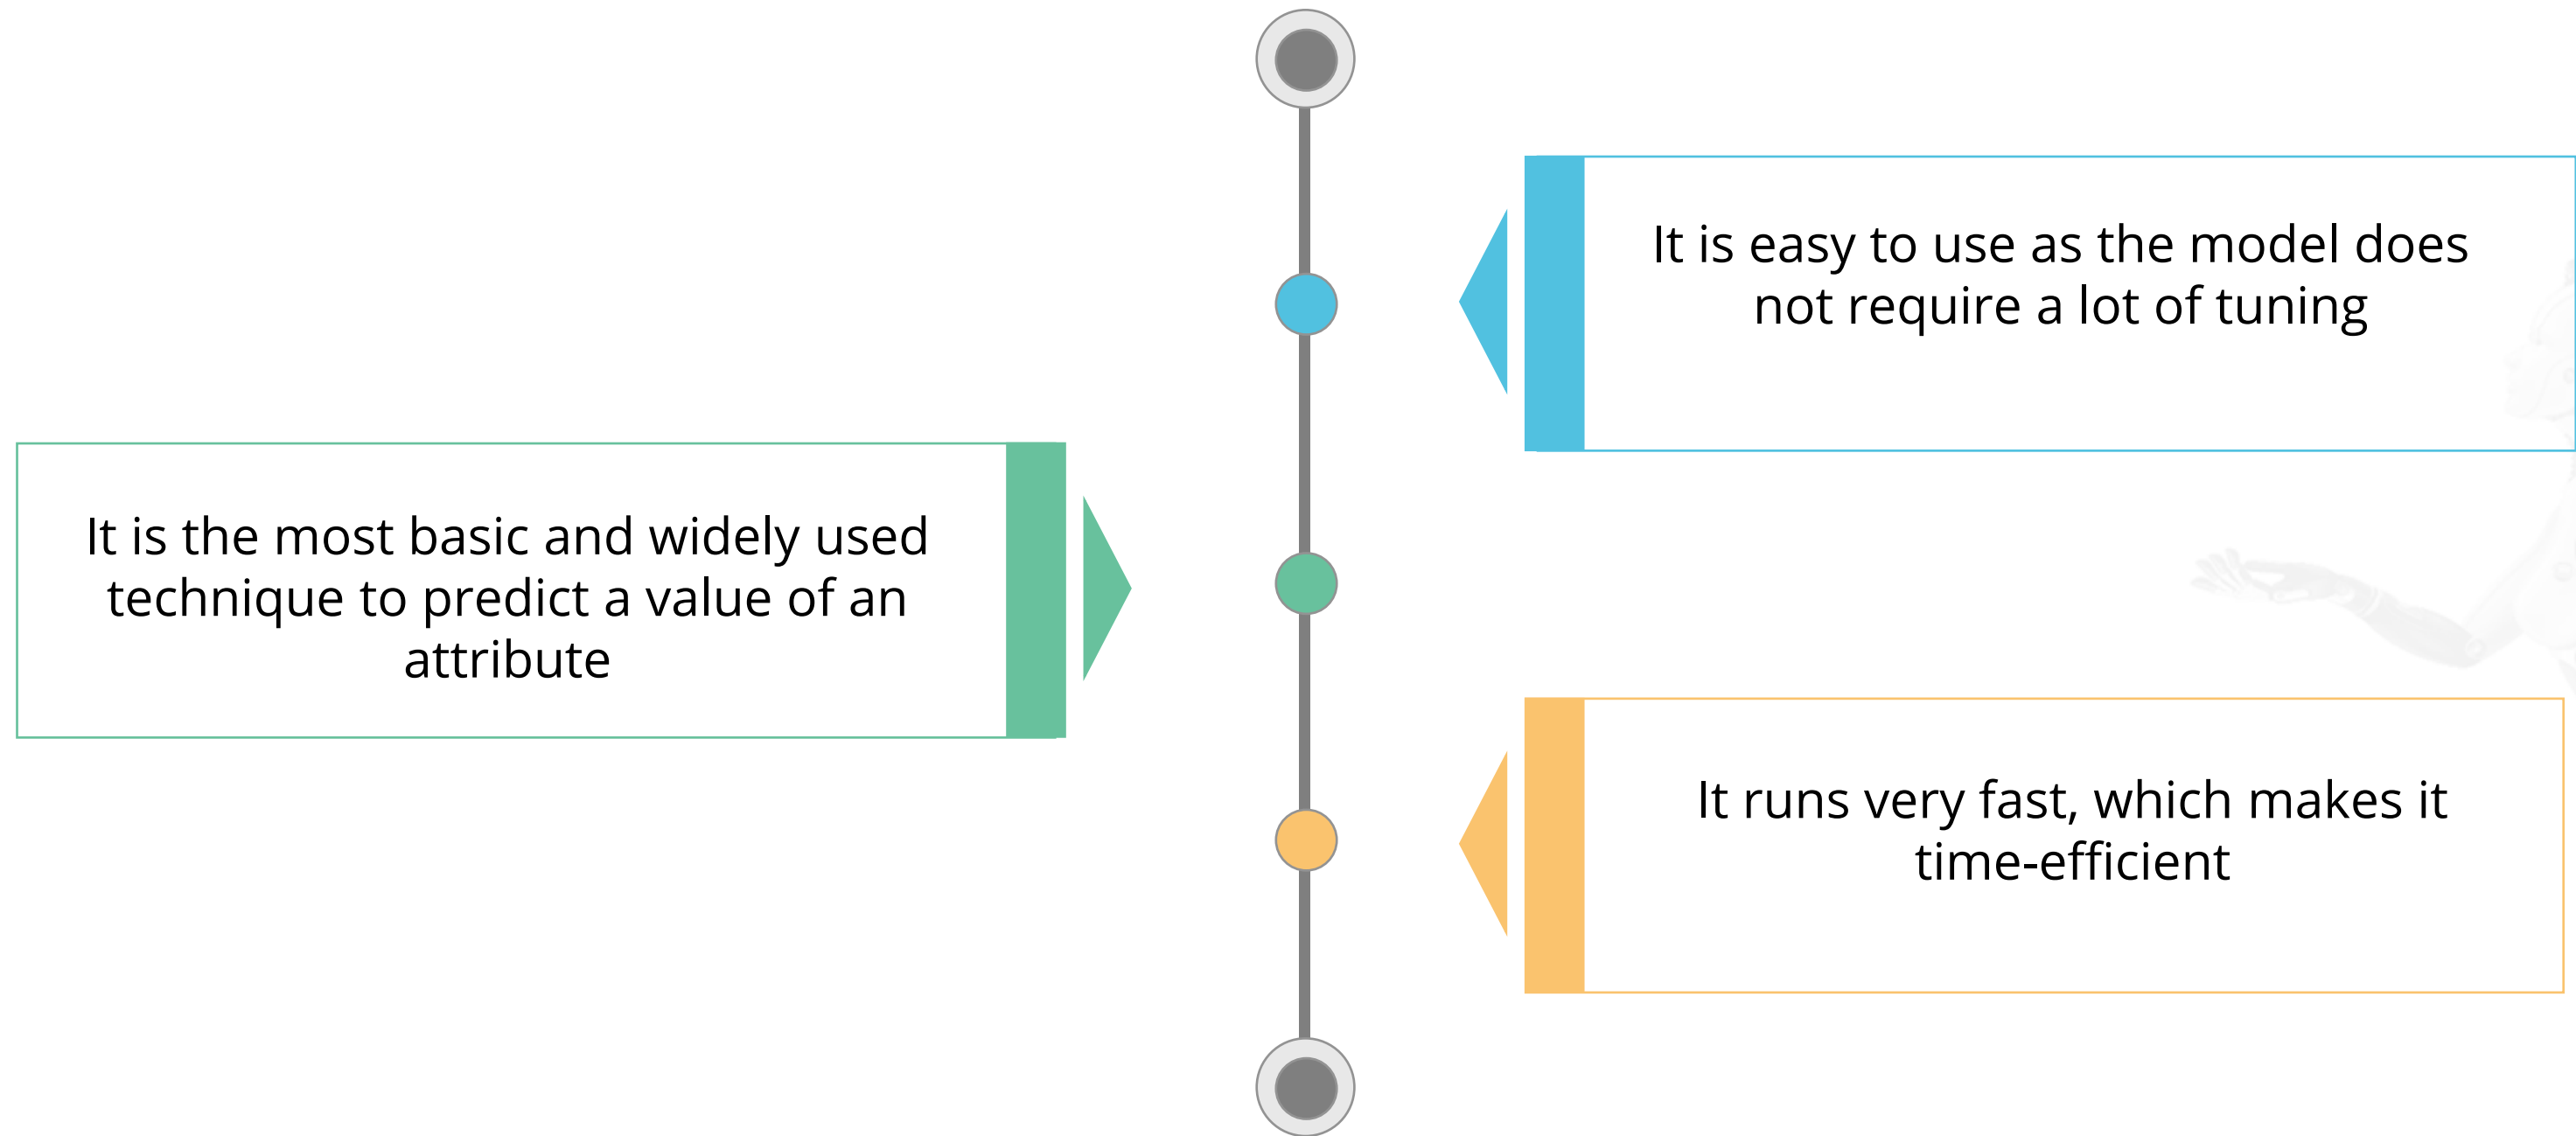 It is easy to use as the model does
not require a lot of tuning
It is the most basic and widely used
technique to predict a value of an
attribute
It runs very fast, which makes it
time-efficient